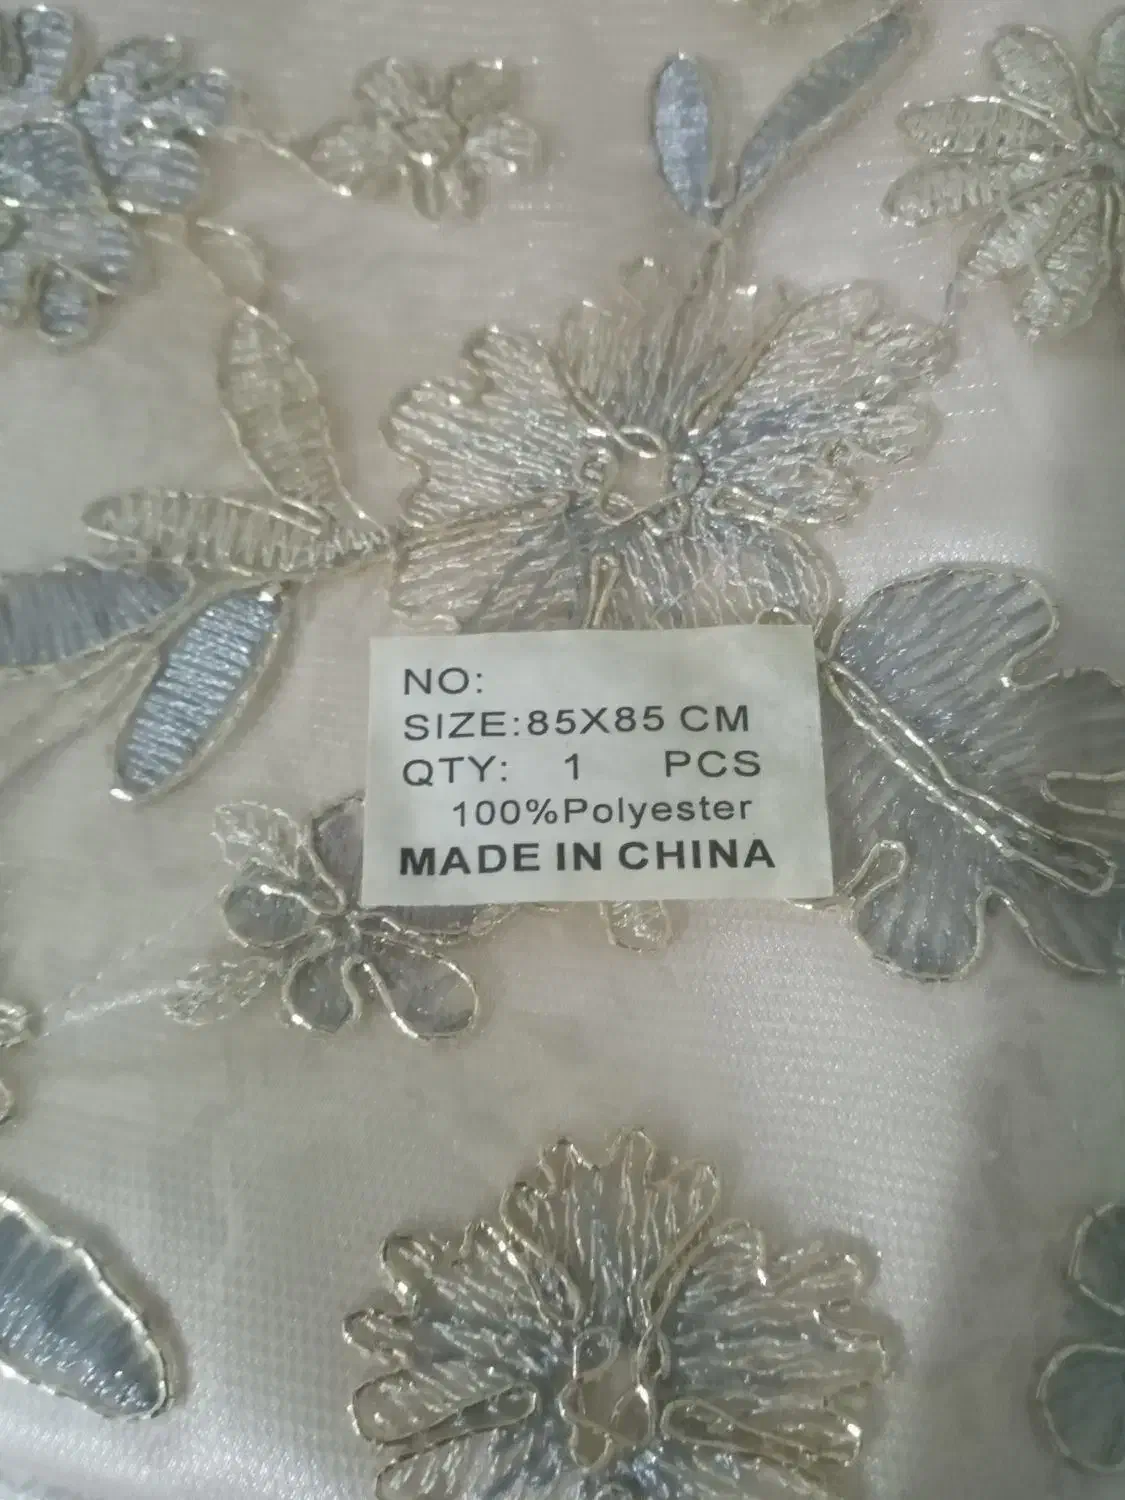 NO:
SIZE:85X85 CM
QTY: 1 PCS
100%Polyester
MADE IN CHINA